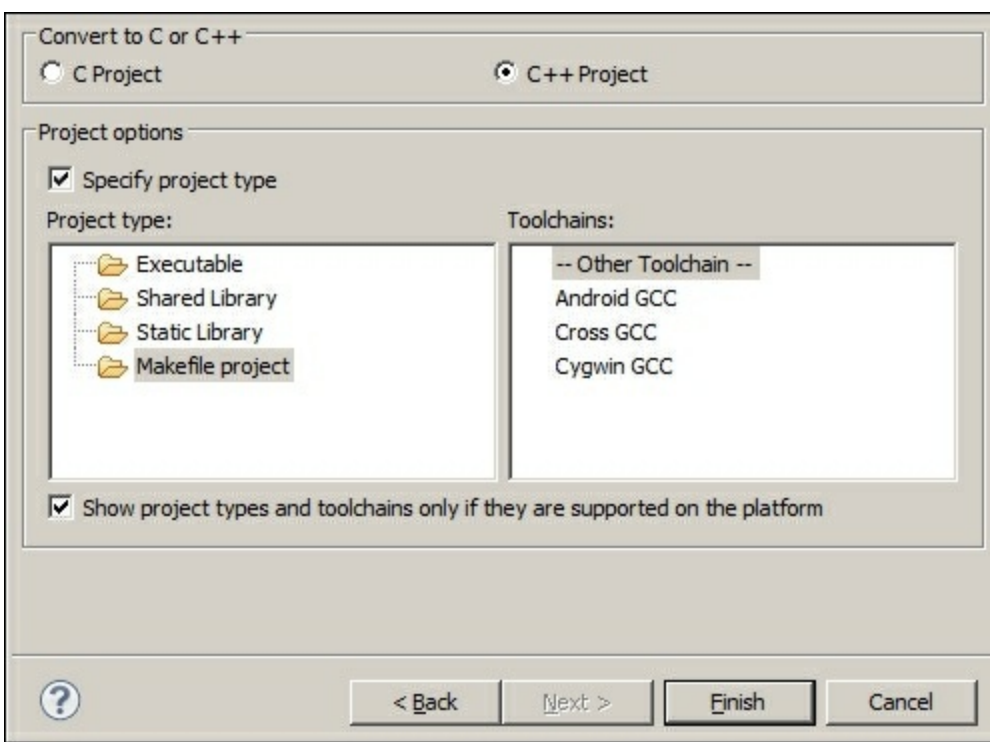 Convert to C or C++
C Project
C++ Project
Project options
Specify project type
Project type:
Executable
Shared Library
Static Library
Makefile project
Toolchains:
-- Other Toolchain --
Android GCC
Cross GCC
Cygwin GCC
Show project types and toolchains only if they are supported on the platform
?
< Back
Next >
Finish
Cancel